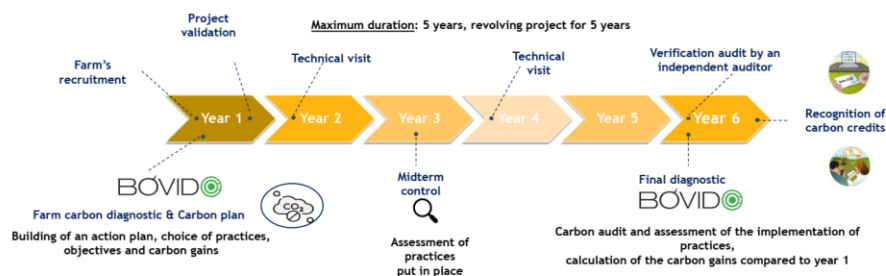 Project
validation
Maximum duration: 5 years, revolving project for 5 years
Farm's
recruitment
Technical visit
Technical
visit
Verification audit by an
independent auditor
Year 1
Year 2
Year 3
Year 4
Year 5
Year 6
Recognition of
carbon credits
BOVIDO
Farm carbon diagnostic & Carbon plan
CO2
Building of an action plan, choice of practices,
objectives and carbon gains
Midterm
control
Assessment of
practices
put in place
Final diagnostic
BOVIDO
Carbon audit and assessment of the implementation of
practices,
calculation of the carbon gains compared to year 1